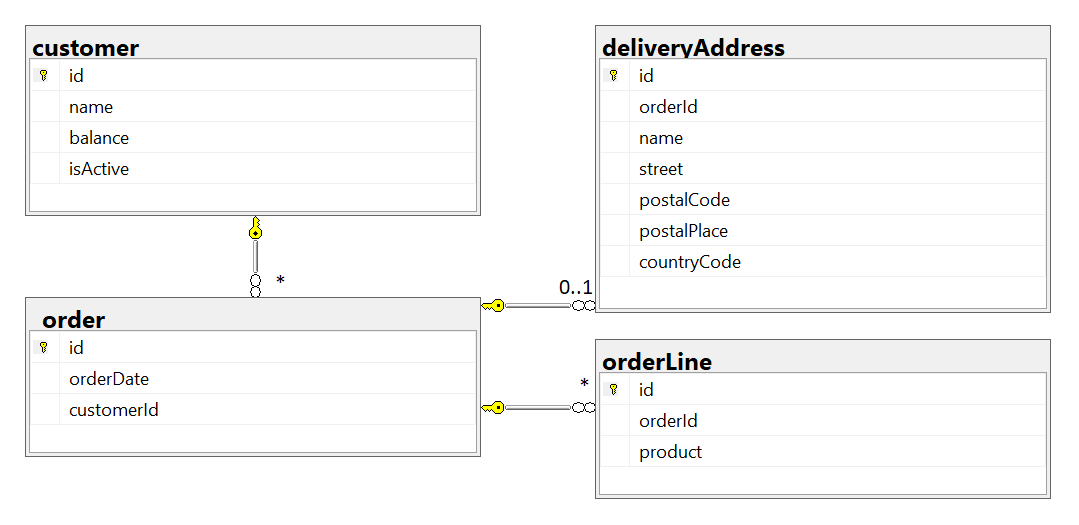 customer
id
name
balance
isActive
*
order
id
orderDate
customerId
deliveryAddress
id
orderId
name
street
postalCode
postalPlace
countryCode
0..1
orderLine
id
orderId
product
*